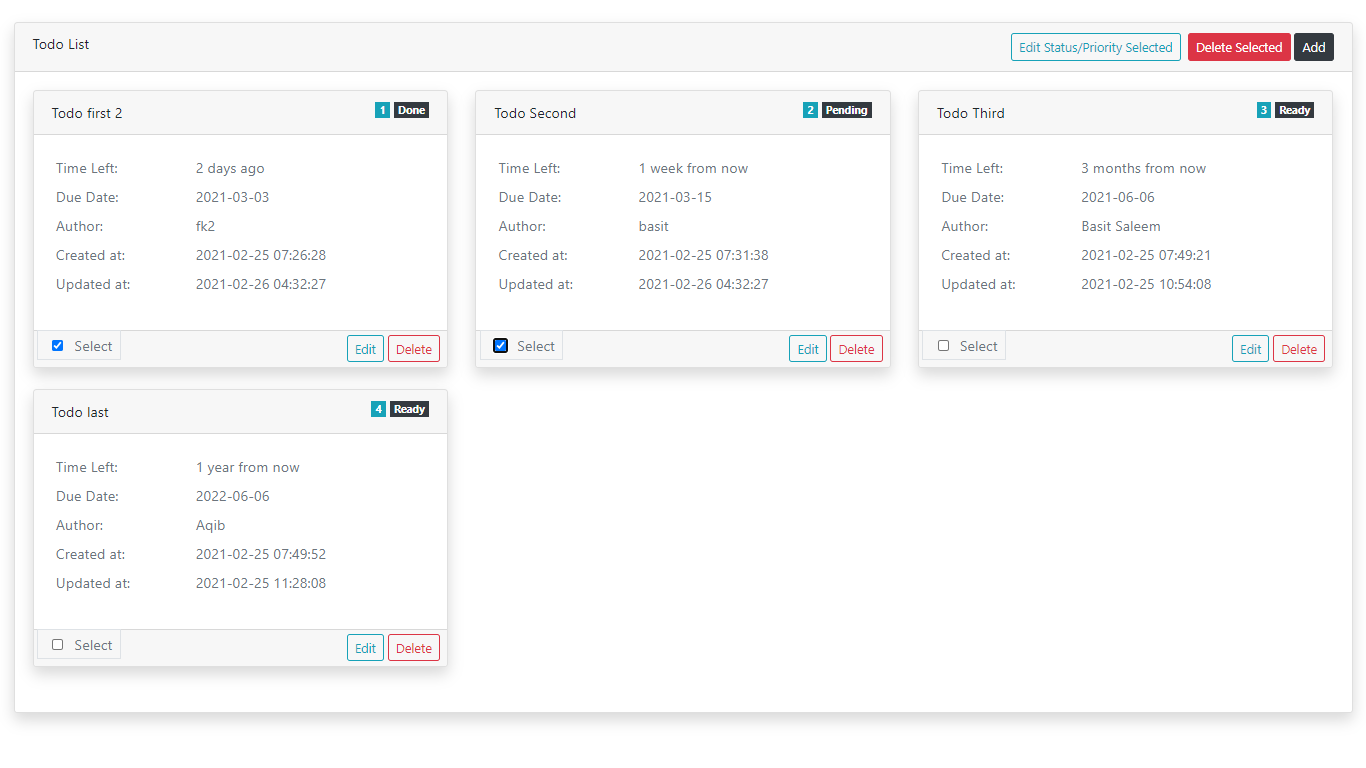 Todo List Edit Status/Priority Selected Delete Selected Add
Todo first 2 1 Done
Time Left: 2 days ago
Due Date: 2021-03-03
Author: fk2
Created at: 2021-02-25 07:26:28
Updated at: 2021-02-26 04:32:27
Select Edit Delete
Todo Second 2 Pending
Time Left: 1 week from now
Due Date: 2021-03-15
Author: basit
Created at: 2021-02-25 07:31:38
Updated at: 2021-02-26 04:32:27
Select Edit Delete
Todo Third 3 Ready
Time Left: 3 months from now
Due Date: 2021-06-06
Author: Basit Saleem
Created at: 2021-02-25 07:49:21
Updated at: 2021-02-25 10:54:08
Select Edit Delete
Todo last 4 Ready
Time Left: 1 year from now
Due Date: 2022-06-06
Author: Aqib
Created at: 2021-02-25 07:49:52
Updated at: 2021-02-25 11:28:08
Select Edit Delete